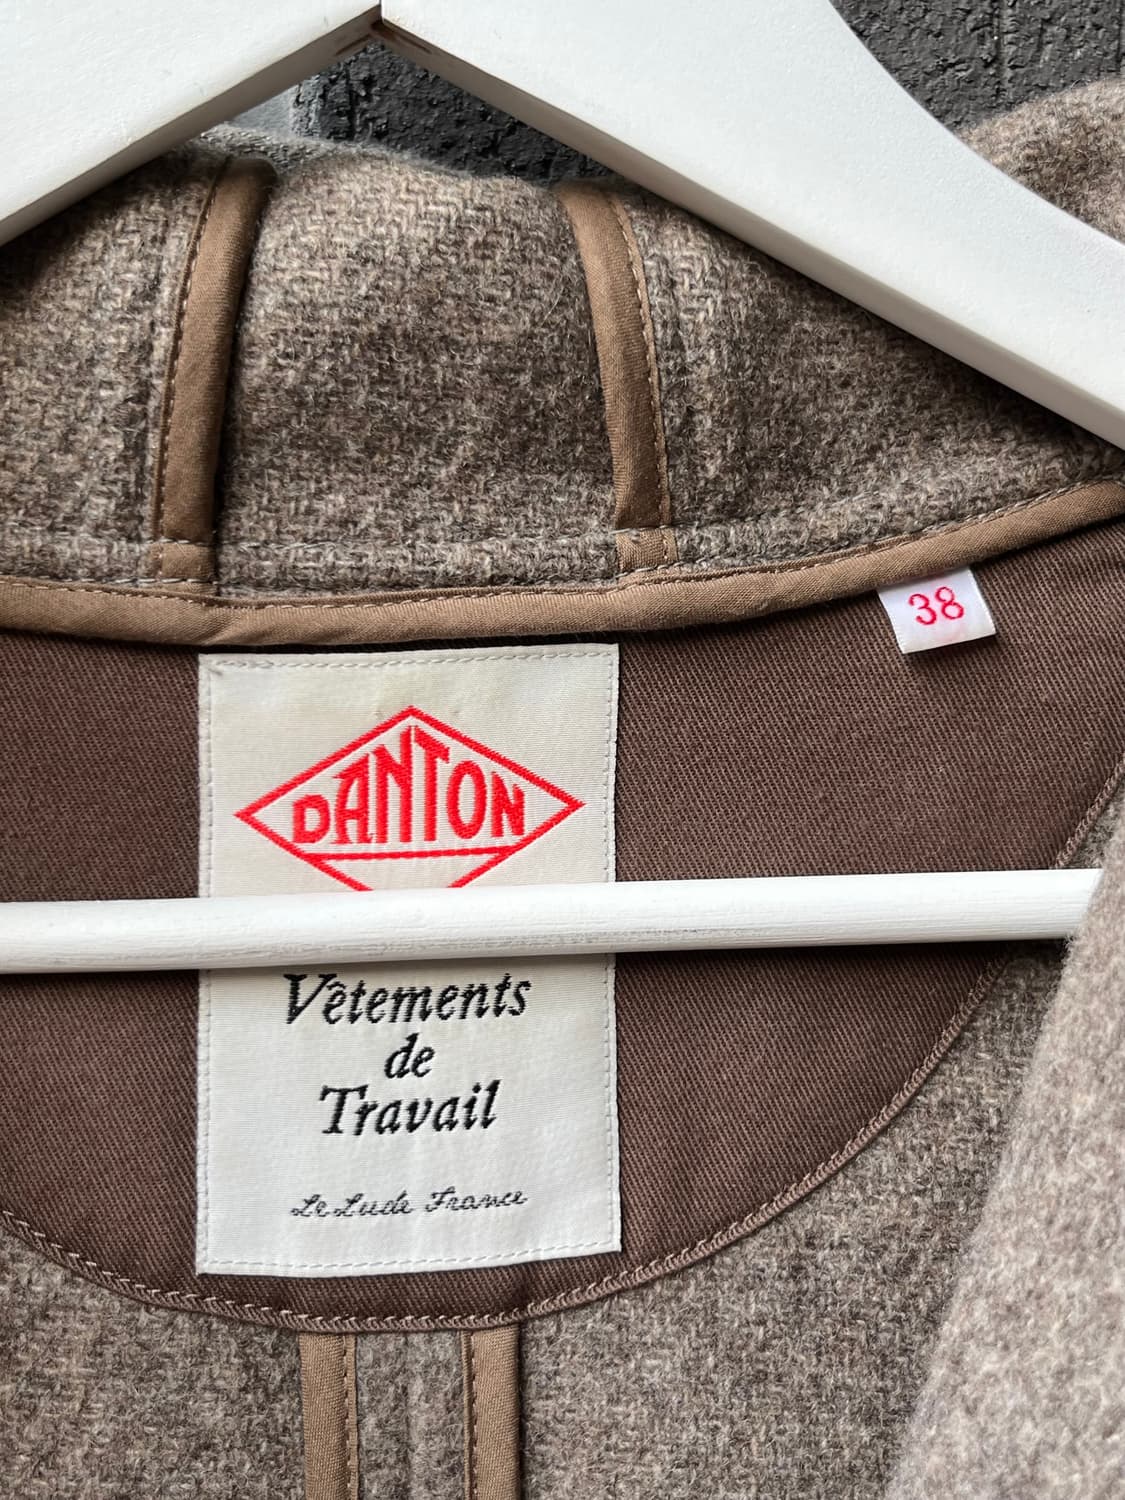 38
DANTON
Vêtements
de
Travail
Le Lude France